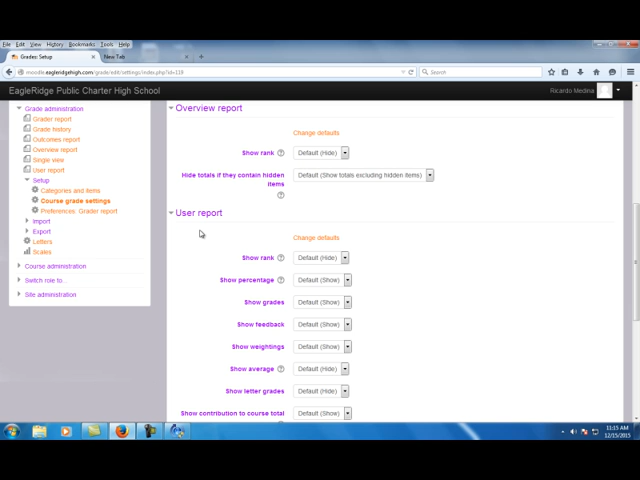 File Edit View History Bookmarks Tools Help
Grades: Setup
New Tab
moodle.eagleridgehigh.com/grade/edit/settings/index.php?id=119
Search
EagleRidge Public Charter High School
Ricardo Medina
Grade administration
Grader report
Grade history
Outcomes report
Overview report
Single view
User report
Setup
Categories and items
Course grade settings
Preferences: Grader report
Import
Export
Letters
Scales
Course administration
Switch role to...
Site administration
Overview report
Change defaults
Show rank Default (Hide)
Hide totals if they contain hidden items Default (Show totals excluding hidden items)
User report
Change defaults
Show rank Default (Hide)
Show percentage Default (Show)
Show grades Default (Show)
Show feedback Default (Show)
Show weightings Default (Show)
Show average Default (Hide)
Show letter grades Default (Hide)
Show contribution to course total Default (Show)
11:15 AM
12/15/2015